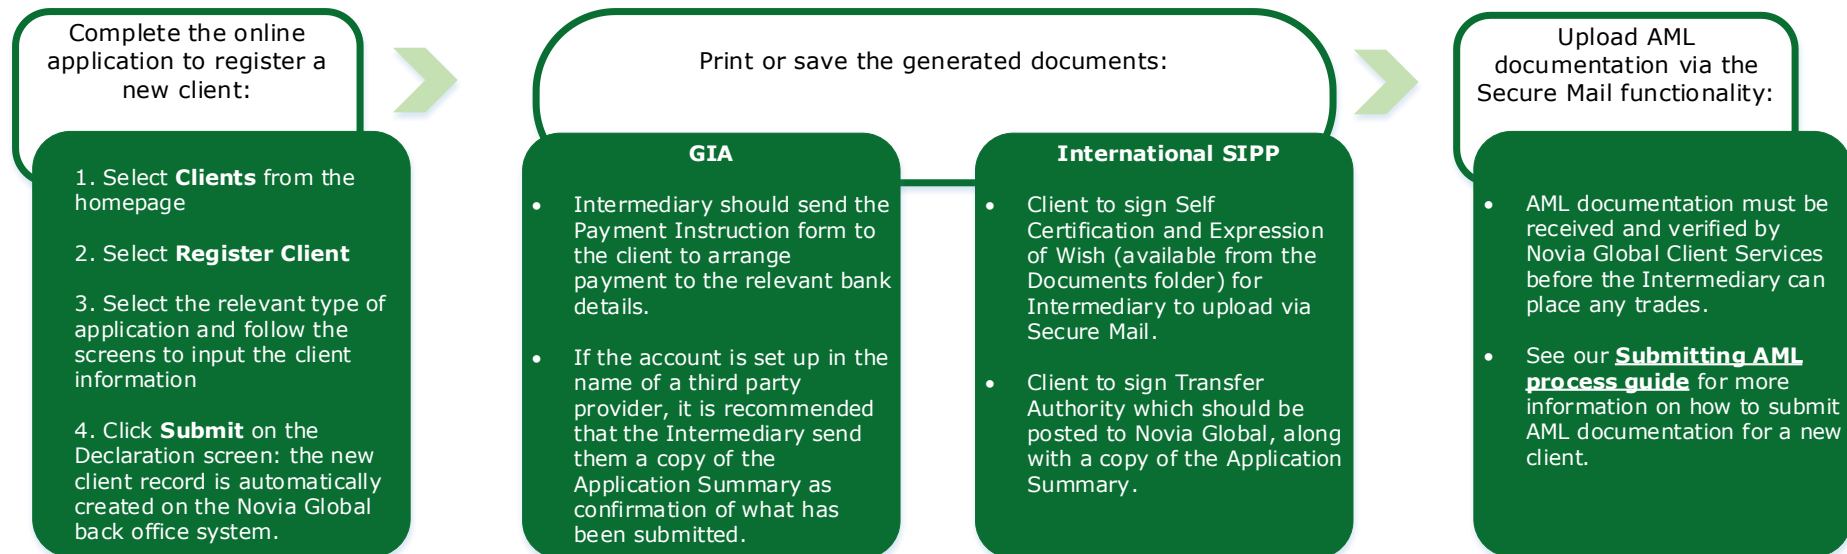 Complete the online
application to register a
new client:
1. Select Clients from the
homepage
2. Select Register Client
3. Select the relevant type of
application and follow the
screens to input the client
information
4. Click Submit on the
Declaration screen: the new
client record is automatically
created on the Novia Global
back office system.
Print or save the generated documents:
GIA
• Intermediary should send the
Payment Instruction form to
the client to arrange
payment to the relevant bank
details.
• If the account is set up in the
name of a third party
provider, it is recommended
that the Intermediary send
them a copy of the
Application Summary as
confirmation of what has
been submitted.
International SIPP
• Client to sign Self
Certification and Expression
of Wish (available from the
Documents folder) for
Intermediary to upload via
Secure Mail.
• Client to sign Transfer
Authority which should be
posted to Novia Global, along
with a copy of the Application
Summary.
Upload AML
documentation via the
Secure Mail functionality:
• AML documentation must be
received and verified by
Novia Global Client Services
before the Intermediary can
place any trades.
• See our Submitting AML
process guide for more
information on how to submit
AML documentation for a new
client.